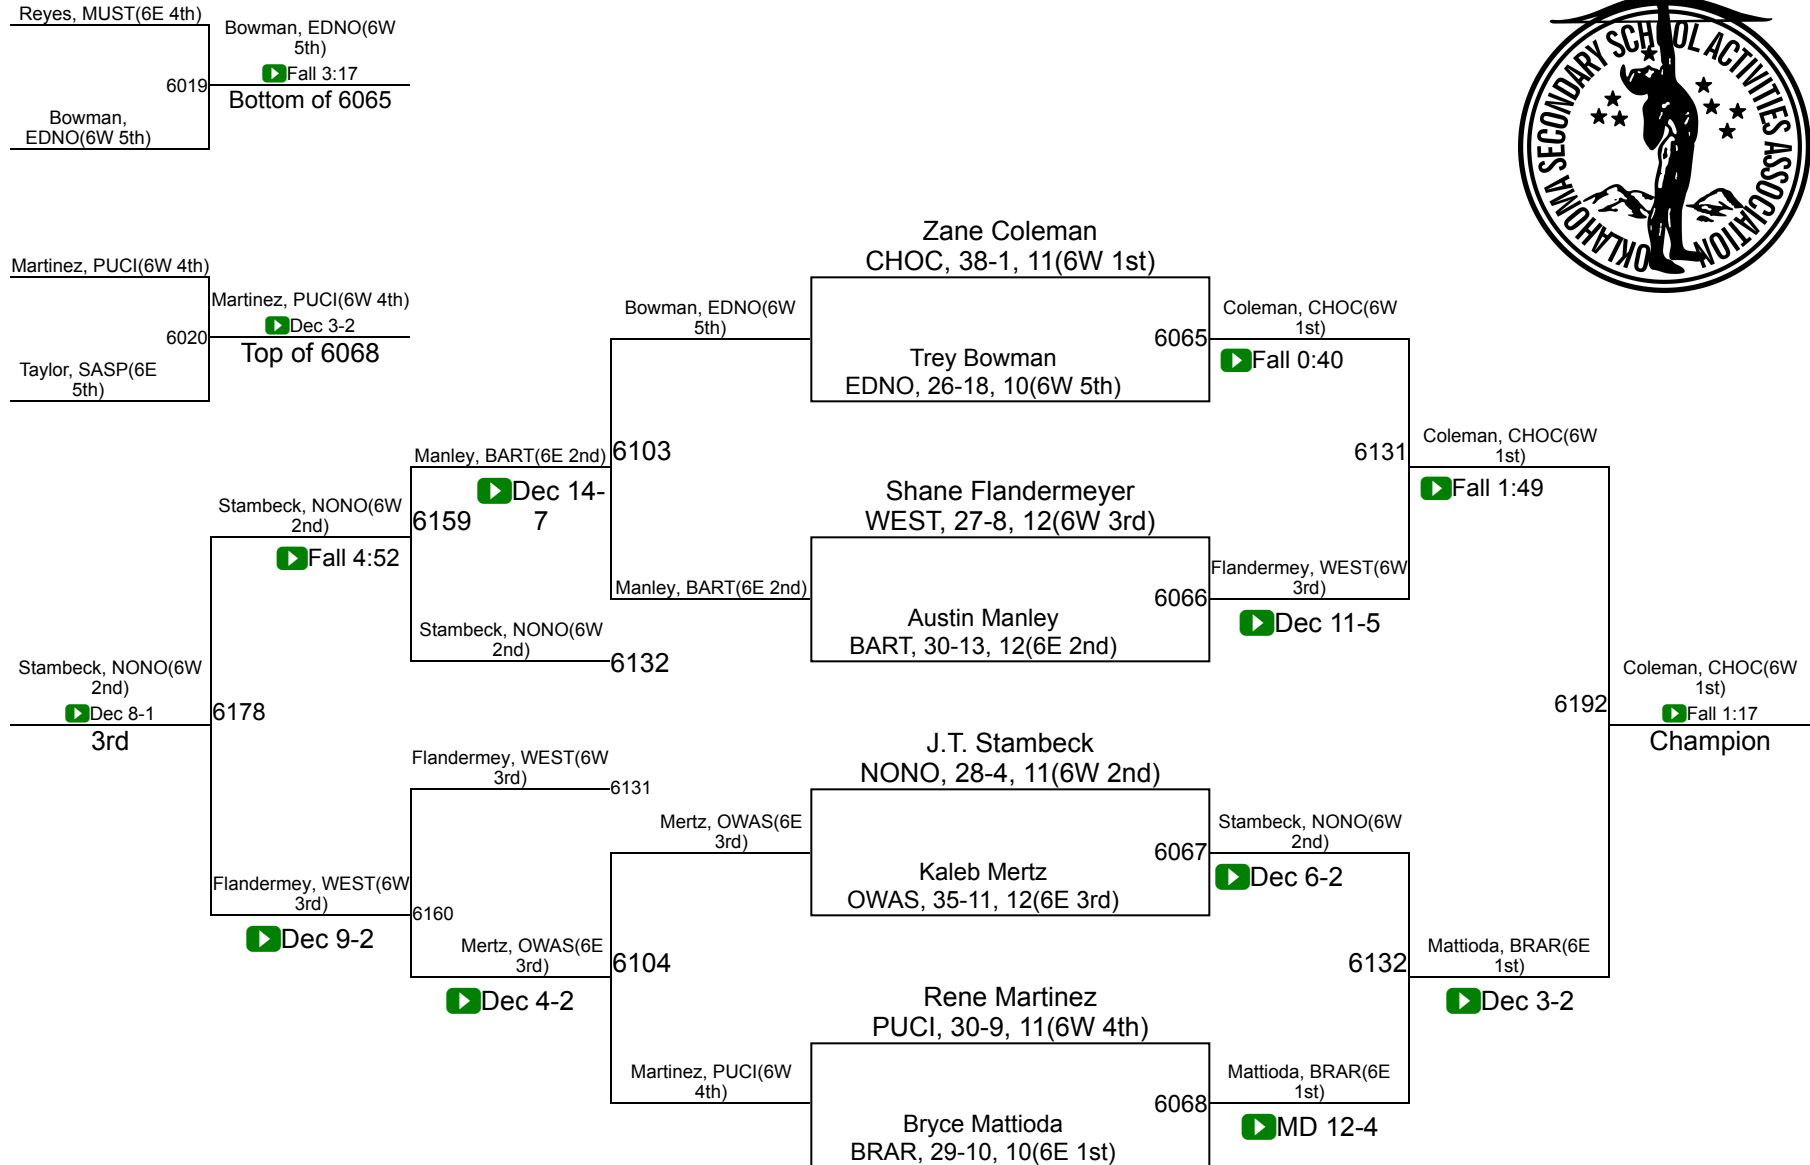 Reyes, MUST(6E 4th)
Bowman, EDNO(6W
5th)
Fall 3:17
6019
Bottom of 6065
Bowman,
EDNO(6W 5th)
OKLAHOMA SECONDARY SCHOOL ACTIVITIES ASSOCIATION
Martinez, PUCI(6W 4th)
Martinez, PUCI(6W 4th)
Dec 3-2
6020
Top of 6068
Taylor, SASP(6E
5th)
Zane Coleman
CHOC, 38-1, 11(6W 1st)
Bowman, EDNO(6W
5th)
Trey Bowman
EDNO, 26-18, 10(6W 5th)
6065
Coleman, CHOC(6W
1st)
Fall 0:40
Manley, BART(6E 2nd)
6103
Dec 14-
7
6131
Coleman, CHOC(6W
1st)
Fall 1:49
Stambeck, NONO(6W
2nd)
6159
Fall 4:52
Shane Flandermeyer
WEST, 27-8, 12(6W 3rd)
Manley, BART(6E 2nd)
Austin Manley
BART, 30-13, 12(6E 2nd)
6066
Flandermey, WEST(6W
3rd)
Dec 11-5
Stambeck, NONO(6W
2nd)
6132
Stambeck, NONO(6W
2nd)
Dec 8-1
3rd
6178
6192
Coleman, CHOC(6W
1st)
Fall 1:17
Champion
Flandermey, WEST(6W
3rd)
6131
J.T. Stambeck
NONO, 28-4, 11(6W 2nd)
Mertz, OWAS(6E
3rd)
Kaleb Mertz
OWAS, 35-11, 12(6E 3rd)
6067
Stambeck, NONO(6W
2nd)
Dec 6-2
Flandermey, WEST(6W
3rd)
6160
Dec 9-2
Mertz, OWAS(6E
3rd)
6104
Dec 4-2
6132
Mattioda, BRAR(6E
1st)
Dec 3-2
Rene Martinez
PUCI, 30-9, 11(6W 4th)
Martinez, PUCI(6W
4th)
Bryce Mattioda
BRAR, 29-10, 10(6E 1st)
6068
Mattioda, BRAR(6E
1st)
MD 12-4